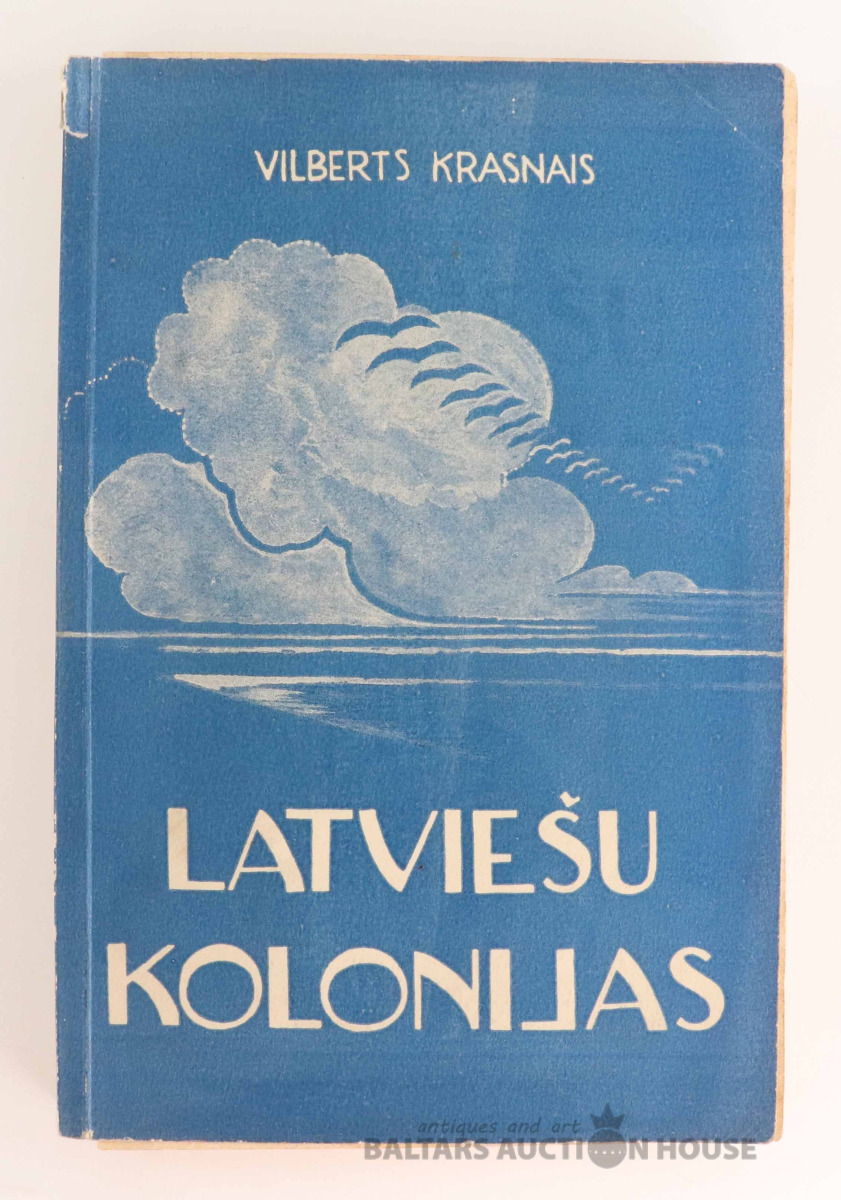 VILBERTS KRASNAIS
LATVIEŠU
KOLONIJAS
antiques and art
BALTARS AUCTION HOUSE